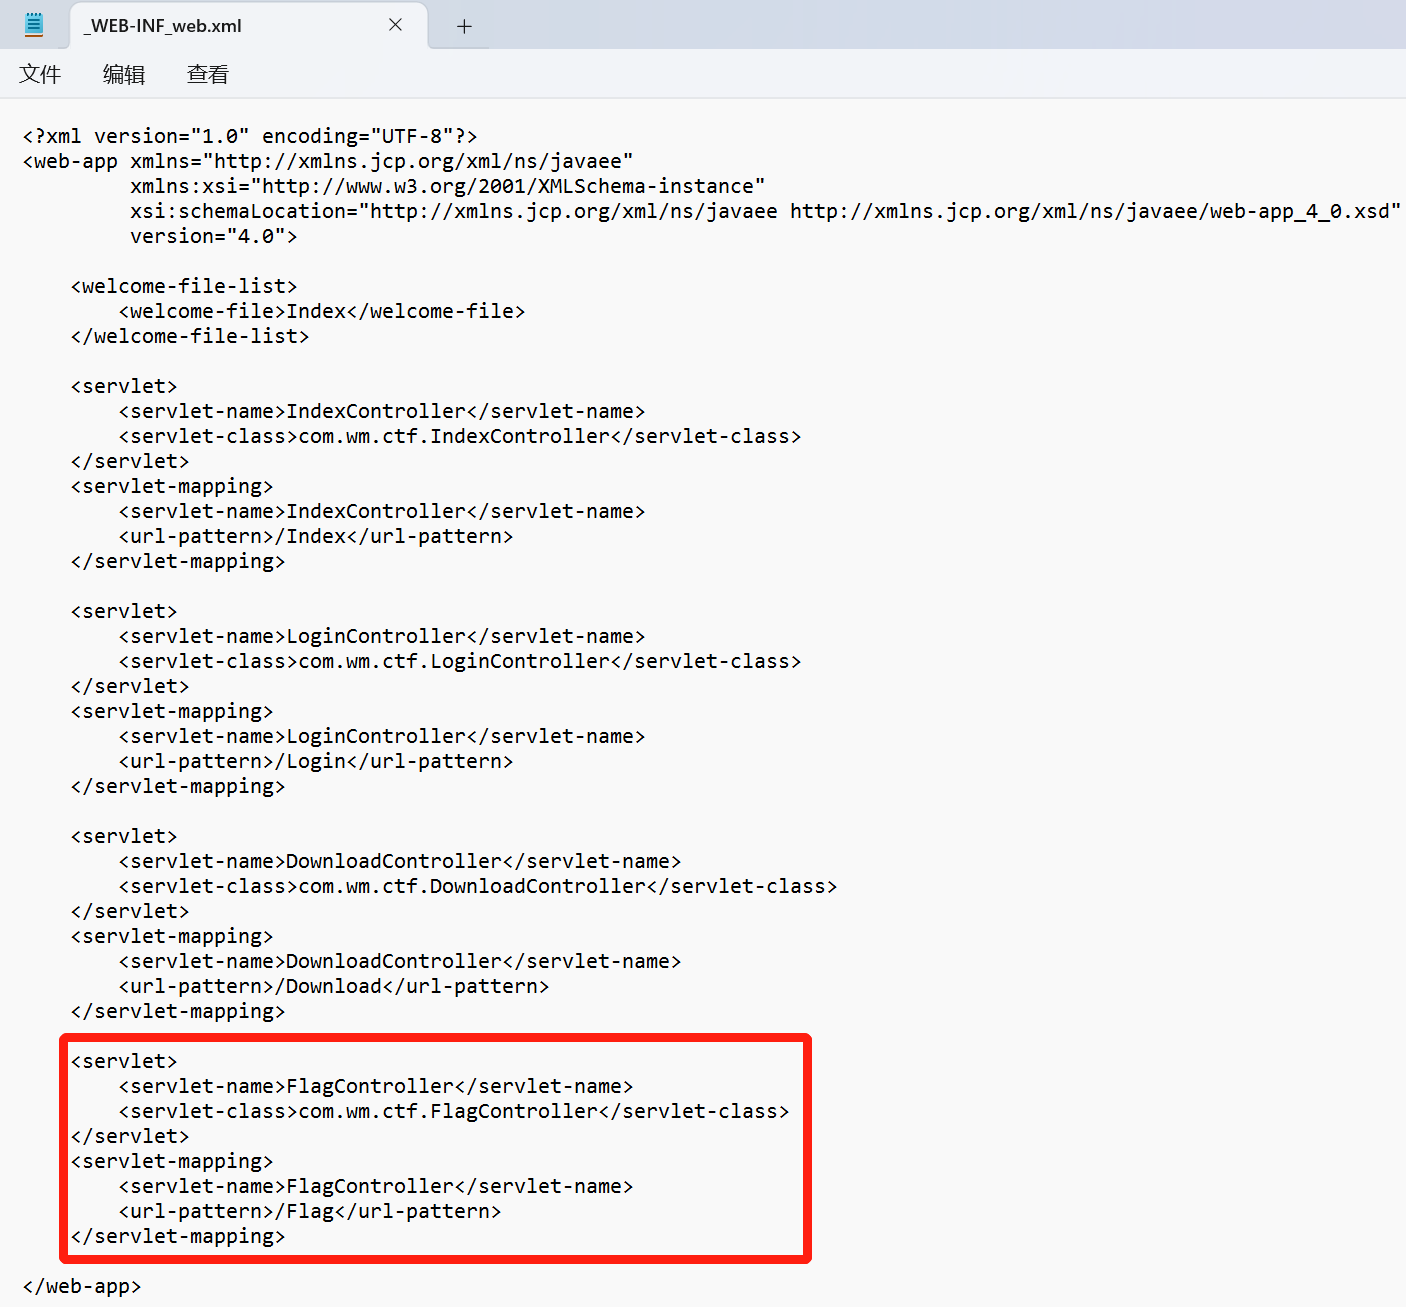 _WEB-INF_web.xml
文件 编辑 查看
<?xml version="1.0" encoding="UTF-8"?>
<web-app xmlns="http://xmlns.jcp.org/xml/ns/javaee"
         xmlns:xsi="http://www.w3.org/2001/XMLSchema-instance"
         xsi:schemaLocation="http://xmlns.jcp.org/xml/ns/javaee http://xmlns.jcp.org/xml/ns/javaee/web-app_4_0.xsd"
         version="4.0">
    <welcome-file-list>
        <welcome-file>Index</welcome-file>
    </welcome-file-list>
    <servlet>
        <servlet-name>IndexController</servlet-name>
        <servlet-class>com.wm.ctf.IndexController</servlet-class>
    </servlet>
    <servlet-mapping>
        <servlet-name>IndexController</servlet-name>
        <url-pattern>/Index</url-pattern>
    </servlet-mapping>
    <servlet>
        <servlet-name>LoginController</servlet-name>
        <servlet-class>com.wm.ctf.LoginController</servlet-class>
    </servlet>
    <servlet-mapping>
        <servlet-name>LoginController</servlet-name>
        <url-pattern>/Login</url-pattern>
    </servlet-mapping>
    <servlet>
        <servlet-name>DownloadController</servlet-name>
        <servlet-class>com.wm.ctf.DownloadController</servlet-class>
    </servlet>
    <servlet-mapping>
        <servlet-name>DownloadController</servlet-name>
        <url-pattern>/Download</url-pattern>
    </servlet-mapping>
    <servlet>
        <servlet-name>FlagController</servlet-name>
        <servlet-class>com.wm.ctf.FlagController</servlet-class>
    </servlet>
    <servlet-mapping>
        <servlet-name>FlagController</servlet-name>
        <url-pattern>/Flag</url-pattern>
    </servlet-mapping>
</web-app>